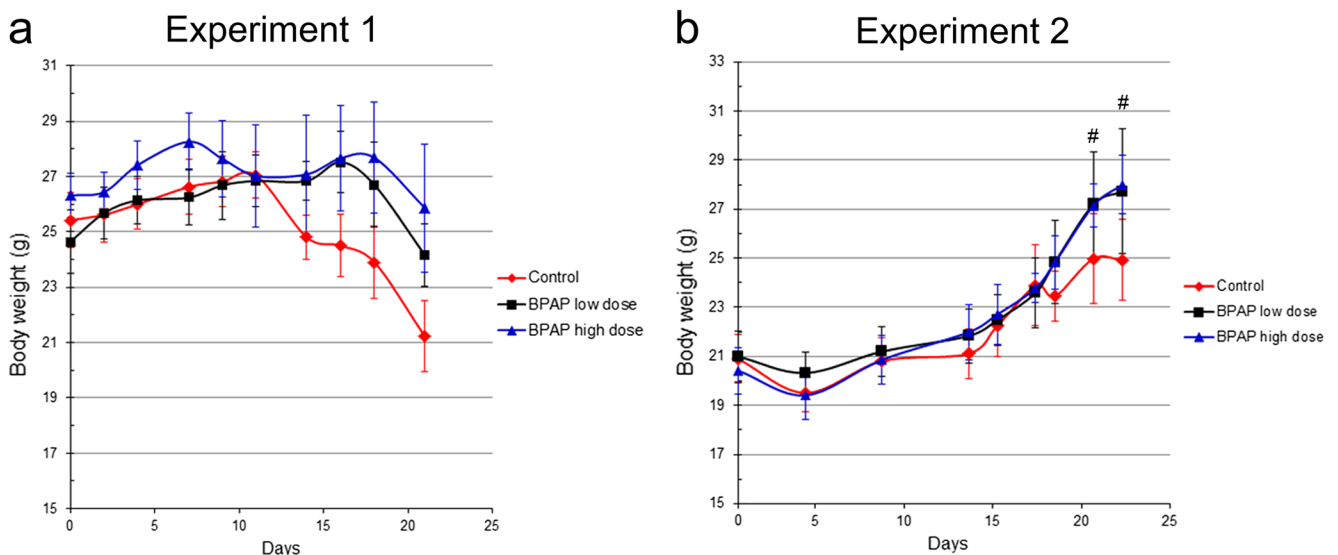 a
Experiment 1
Body weight (g)
31
29
27
25
23
21
19
17
15
0
5
10
15
20
25
Days
Control
BPAP low dose
BPAP high dose
b
Experiment 2
Body weight (g)
33
31
29
27
25
23
21
19
17
15
0
5
10
15
20
25
Days
#
#
Control
BPAP low dose
BPAP high dose